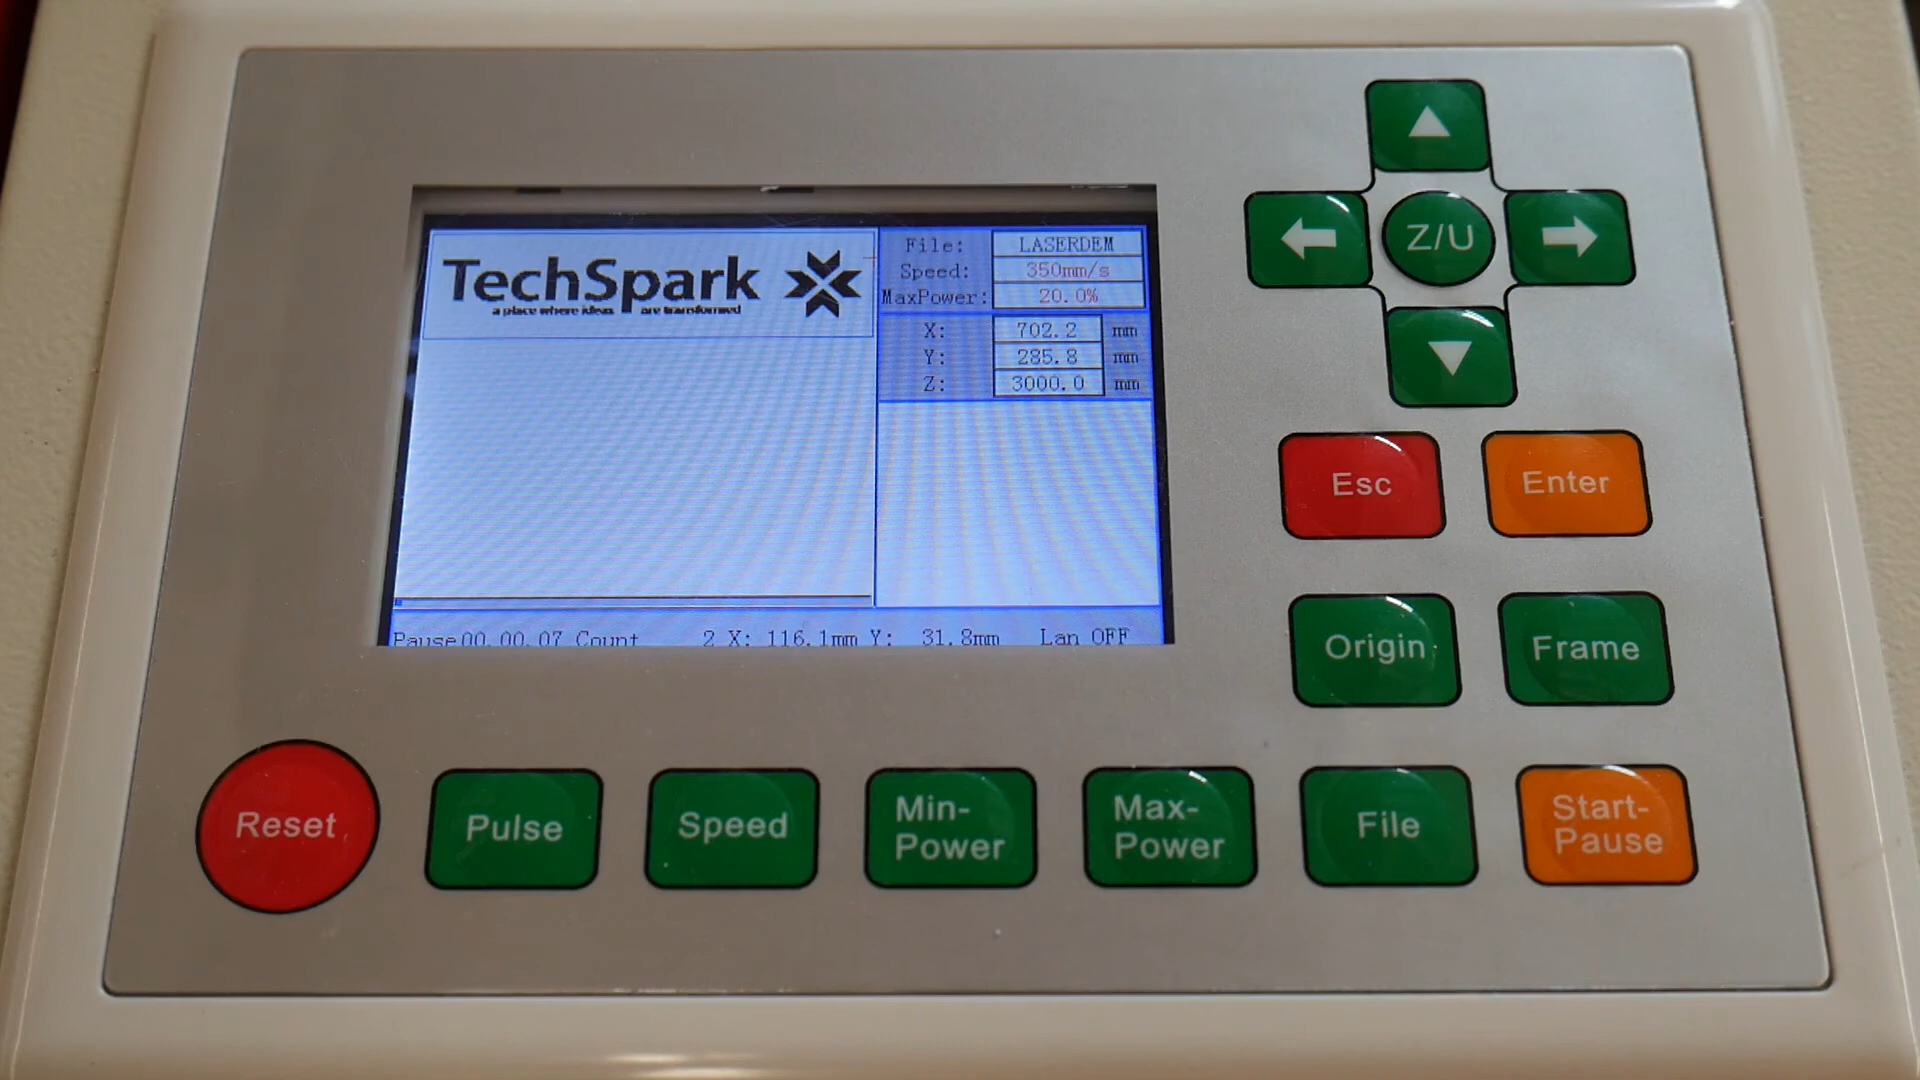 TechSpark
a place where ideas are transformed
File: LASERDEM
Speed: 350mm/s
MaxPower: 20.0%
X: 702.2 mm
Y: 285.8 mm
Z: 3000.0 mm
Pause 00.00.07 Count 2 X: 116.1mm Y: 31.8mm Lan OFF
Z/U
Esc
Enter
Origin
Frame
Reset
Pulse
Speed
Min-
Power
Max-
Power
File
Start-
Pause